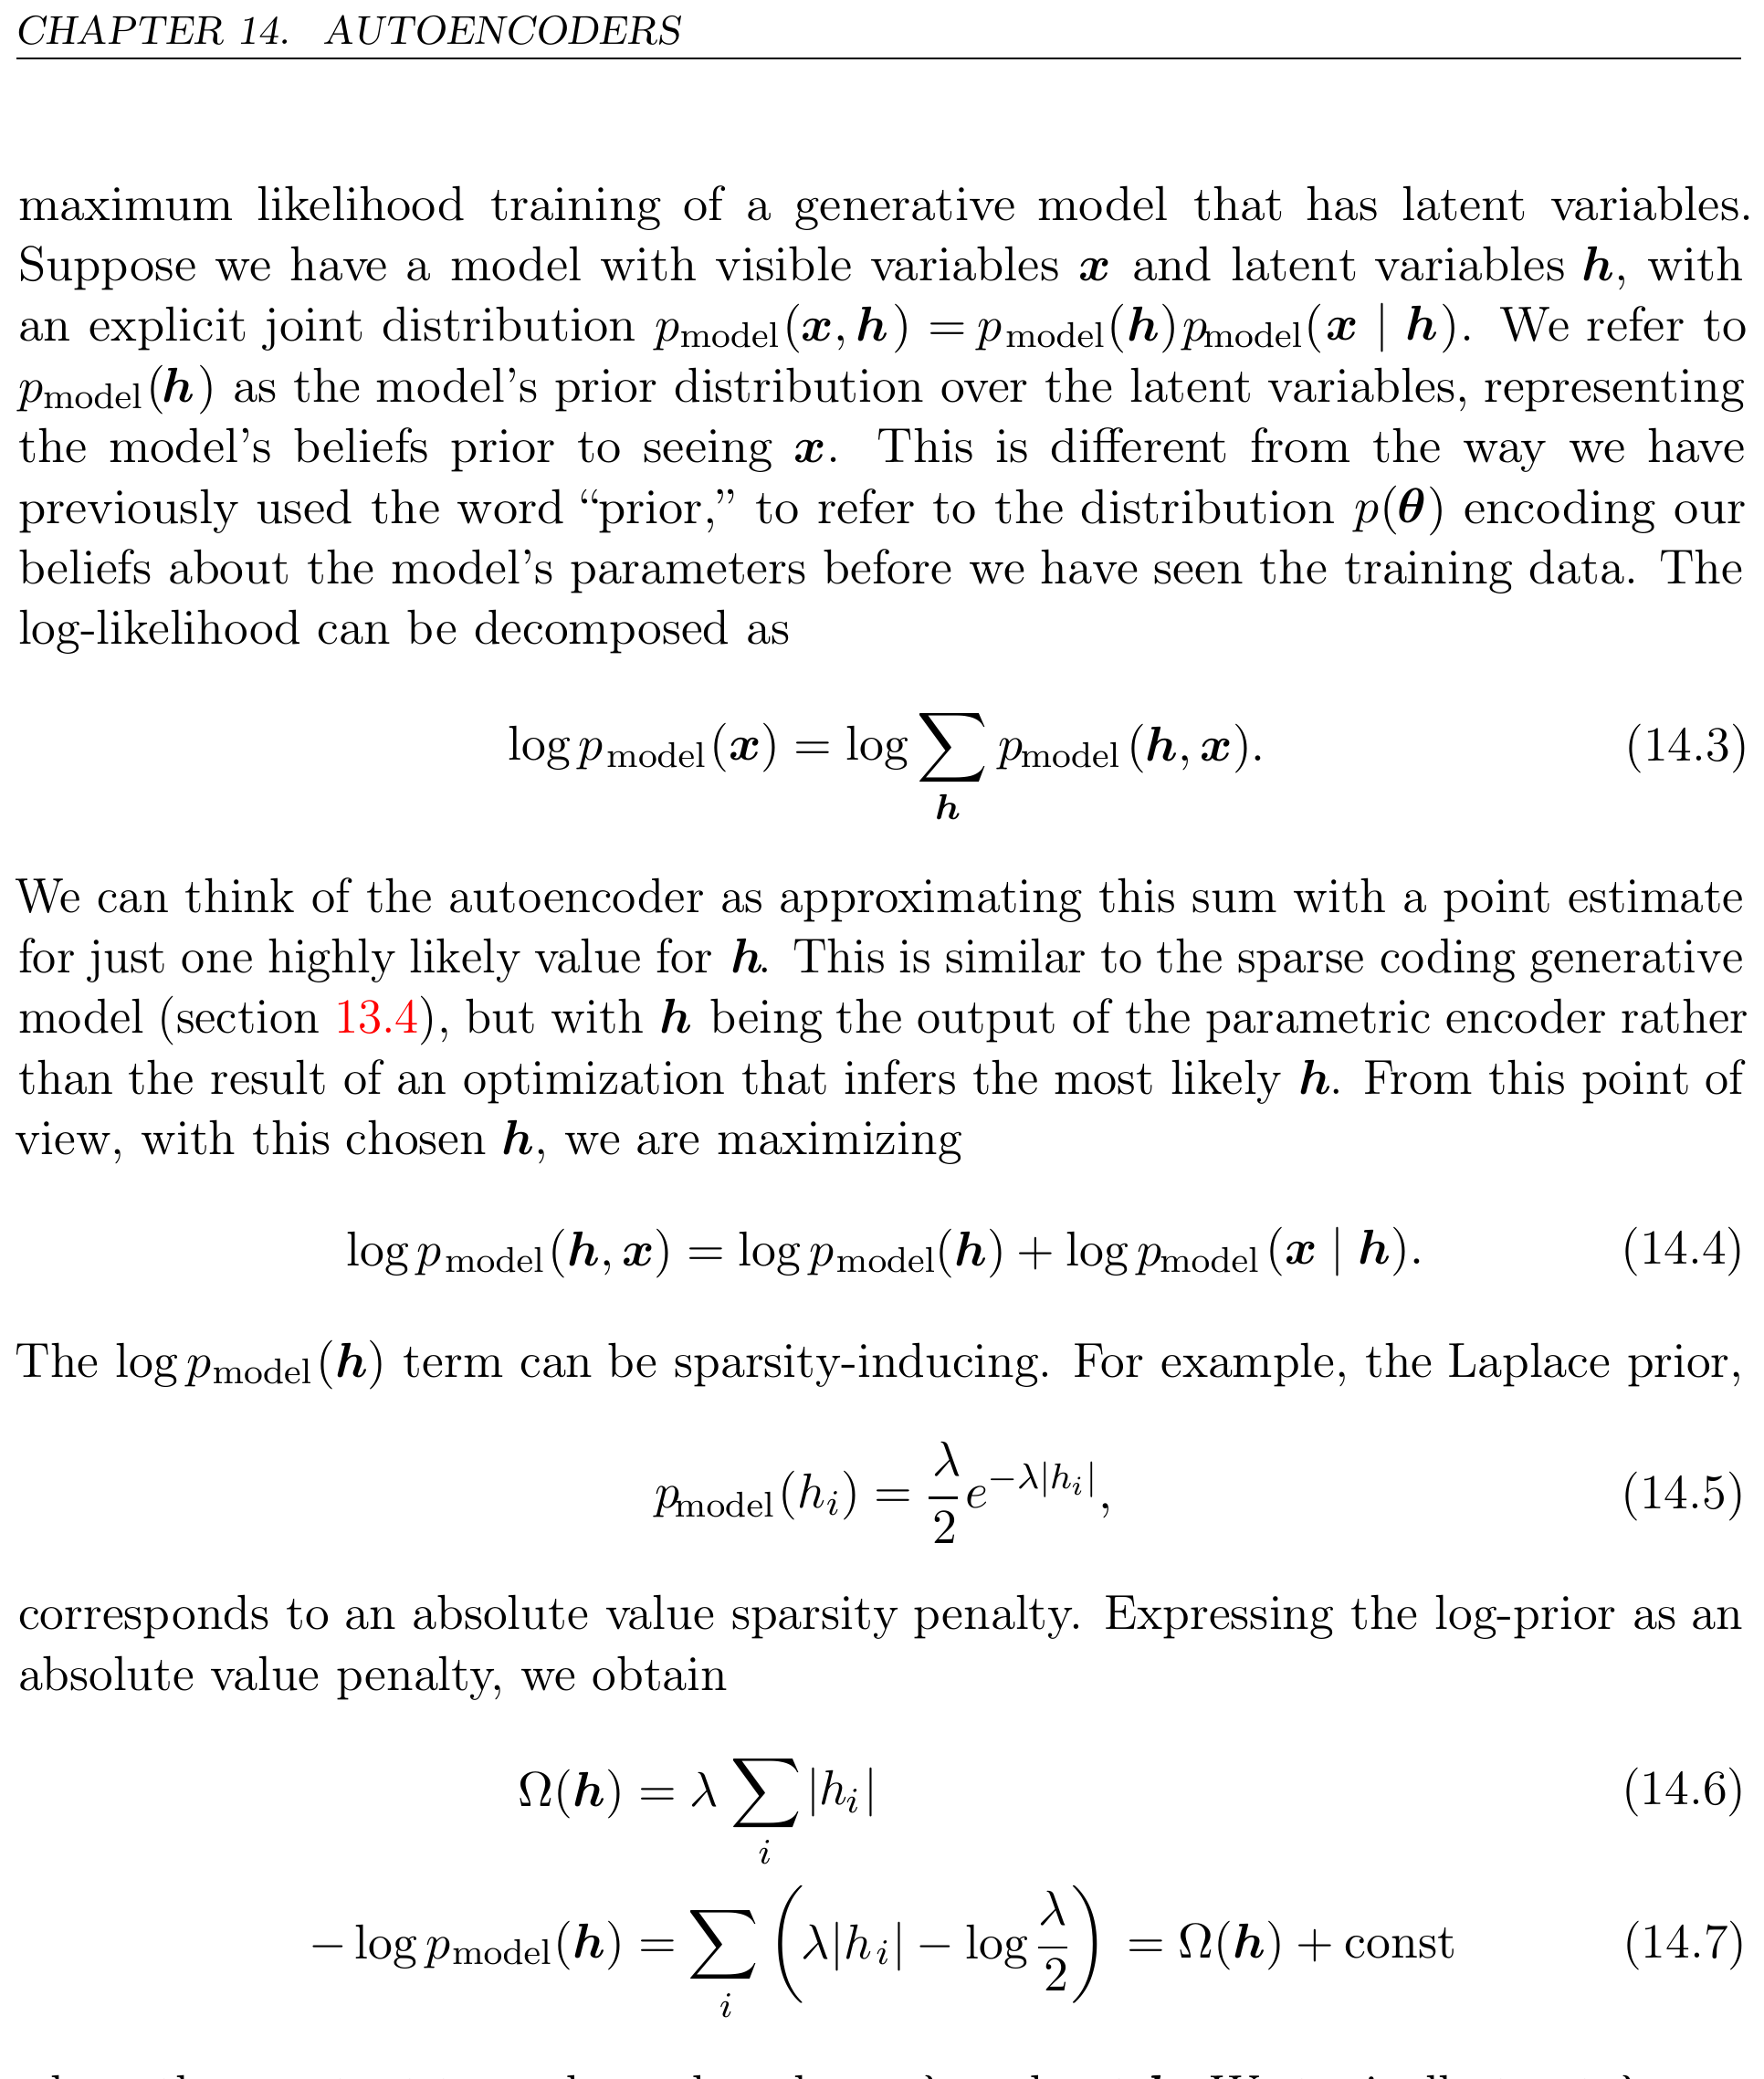 CHAPTER 14. AUTOENCODERS
maximum likelihood training of a generative model that has latent variables.
Suppose we have a model with visible variables x and latent variables h, with
an explicit joint distribution p_model(x, h) = p_model(h)p_model(x | h). We refer to
p_model(h) as the model’s prior distribution over the latent variables, representing
the model’s beliefs prior to seeing x. This is different from the way we have
previously used the word “prior,” to refer to the distribution p(θ) encoding our
beliefs about the model’s parameters before we have seen the training data. The
log-likelihood can be decomposed as
log p_model(x) = log ∑_h p_model(h, x). (14.3)
We can think of the autoencoder as approximating this sum with a point estimate
for just one highly likely value for h. This is similar to the sparse coding generative
model (section 13.4), but with h being the output of the parametric encoder rather
than the result of an optimization that infers the most likely h. From this point of
view, with this chosen h, we are maximizing
log p_model(h, x) = log p_model(h) + log p_model(x | h). (14.4)
The log p_model(h) term can be sparsity-inducing. For example, the Laplace prior,
p_model(h_i) = λ/2 e^{−λ|h_i|}, (14.5)
corresponds to an absolute value sparsity penalty. Expressing the log-prior as an
absolute value penalty, we obtain
Ω(h) = λ ∑_i |h_i| (14.6)
− log p_model(h) = ∑_i (λ|h_i| − log λ/2) = Ω(h) + const (14.7)